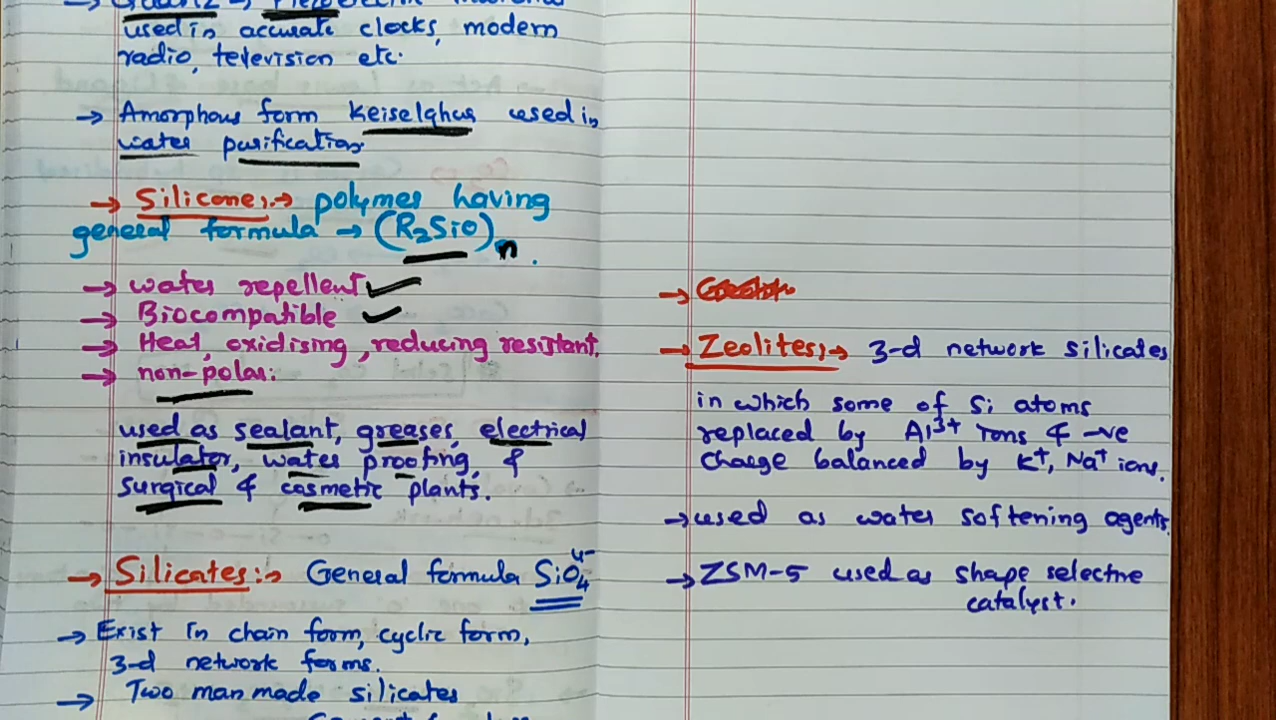 → Quartz →
used in accurate clocks, modern
radio, television etc.
→ Amorphous form Keiselghus used in
water purification
→ Silicone:→ polymer having
general formula → (R₂SiO)n.
→ water repellent ✓
→ Biocompatible ✓
→ Heat, oxidising, reducing resistant.
→ non-polar.
used as sealant, greases, electrical
insulator, water proofing, &
surgical & cosmetic plants.
→ Silicates:→ General formula SiO₄⁴⁻
→ Exist in chain form, cyclic form,
3-d network forms.
→ Two man made silicates
→ Zeolites:→ 3-d network silicates
in which some of Si atoms
replaced by Al³⁺ ions & -ve
charge balanced by K⁺, Na⁺ ions.
→ used as water softening agents.
→ ZSM-5 used as shape selective
catalyst.